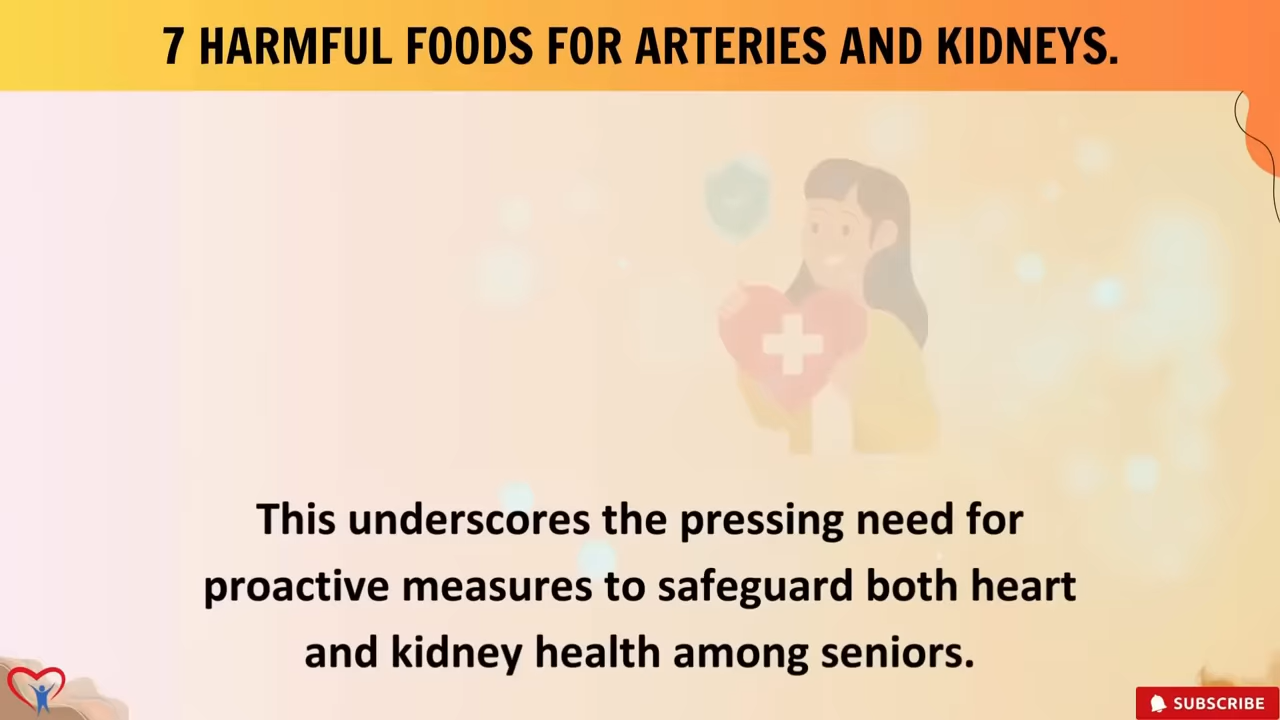 7 HARMFUL FOODS FOR ARTERIES AND KIDNEYS.
This underscores the pressing need for
proactive measures to safeguard both heart
and kidney health among seniors.
SUBSCRIBE